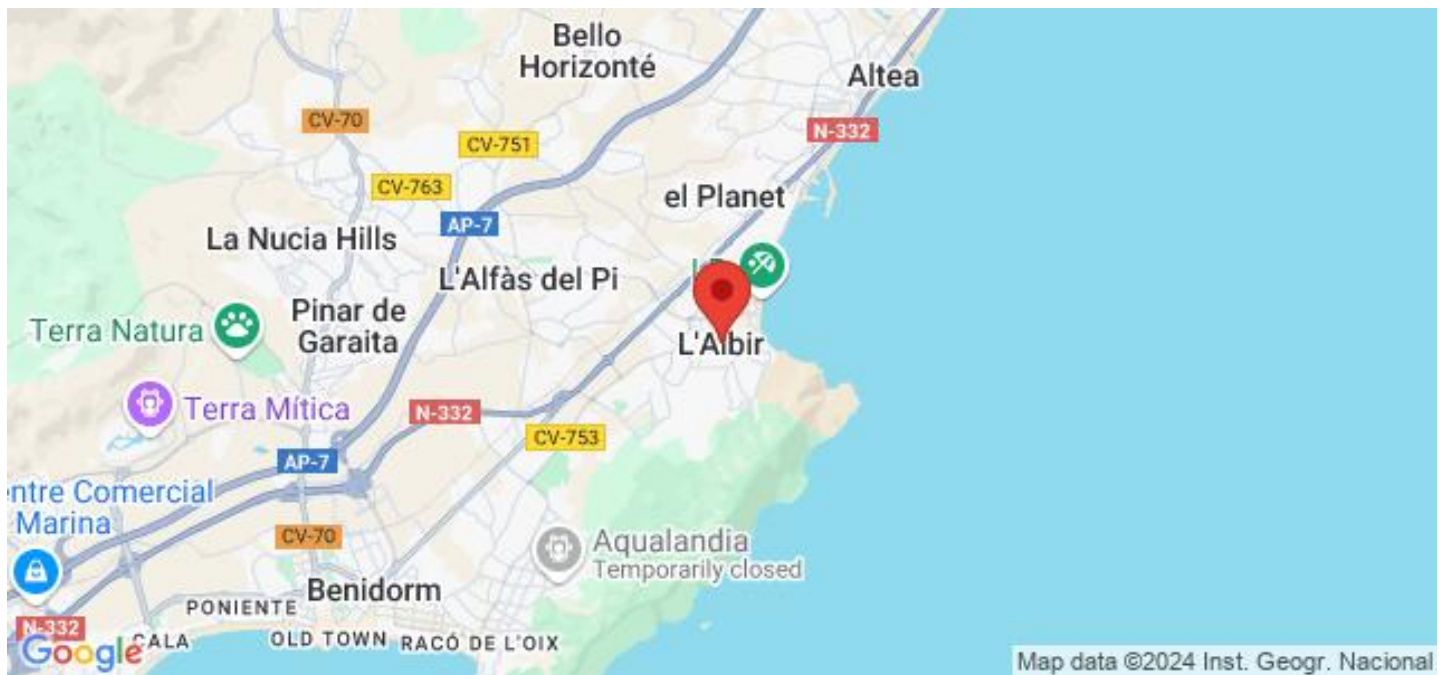 Bello
Horizonté
Altea
CV-70
N-332
CV-751
CV-763
el Planet
AP-7
La Nucia Hills
L'Alfàs del Pi
Pinar de
Garaita
Terra Natura
L'Albir
Terra Mítica
N-332
CV-753
AP-7
entre Comercial
Marina
CV-70
Aqualandia
Temporarily closed
Benidorm
PONIENTE
N-332
CALA
OLD TOWN
RACÓ DE L'OIX
Google
Map data ©2024 Inst. Geogr. Nacional